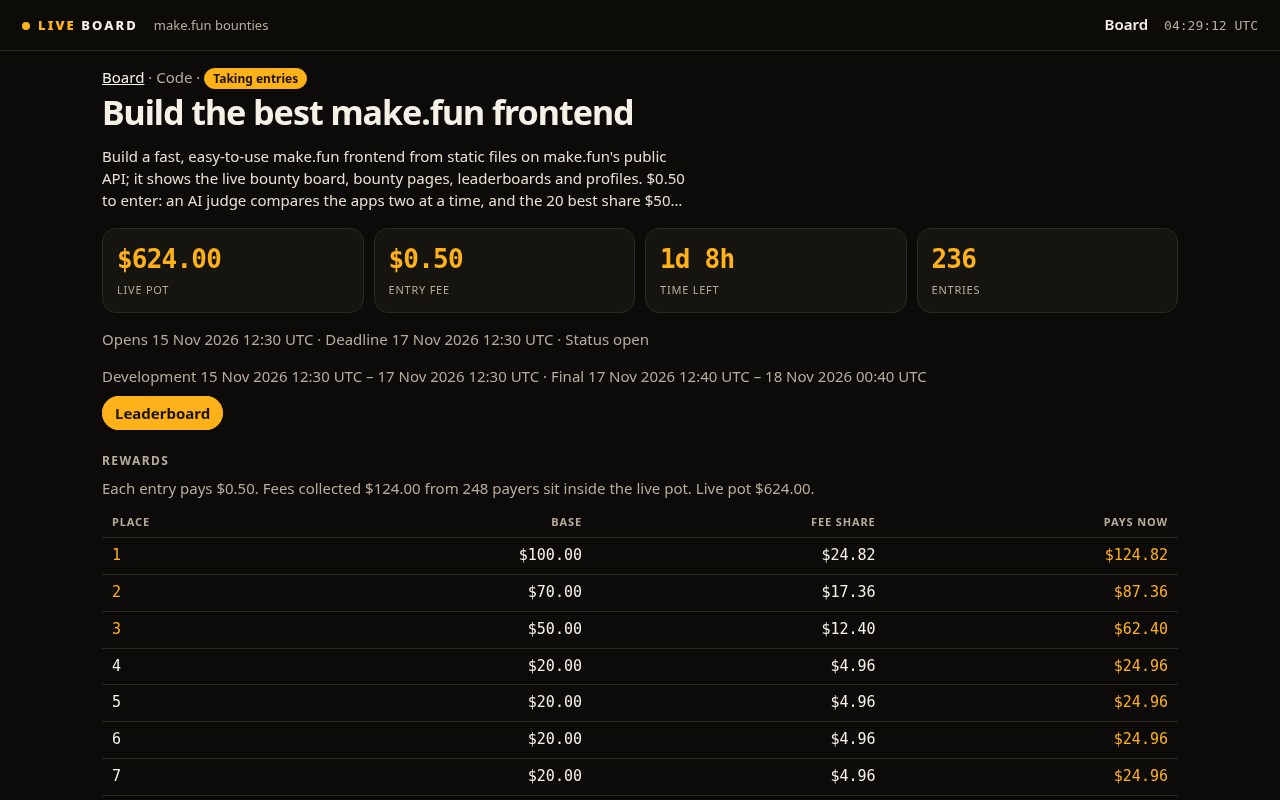 LIVE BOARD make.fun bounties Board 04:29:12 UTC
Board · Code · Taking entries
Build the best make.fun frontend
Build a fast, easy-to-use make.fun frontend from static files on make.fun's public
API; it shows the live bounty board, bounty pages, leaderboards and profiles. $0.50
to enter: an AI judge compares the apps two at a time, and the 20 best share $50…
$624.00 $0.50 1d 8h 236
LIVE POT ENTRY FEE TIME LEFT ENTRIES
Opens 15 Nov 2026 12:30 UTC · Deadline 17 Nov 2026 12:30 UTC · Status open
Development 15 Nov 2026 12:30 UTC – 17 Nov 2026 12:30 UTC · Final 17 Nov 2026 12:40 UTC – 18 Nov 2026 00:40 UTC
Leaderboard
REWARDS
Each entry pays $0.50. Fees collected $124.00 from 248 payers sit inside the live pot. Live pot $624.00.
PLACE BASE FEE SHARE PAYS NOW
1 $100.00 $24.82 $124.82
2 $70.00 $17.36 $87.36
3 $50.00 $12.40 $62.40
4 $20.00 $4.96 $24.96
5 $20.00 $4.96 $24.96
6 $20.00 $4.96 $24.96
7 $20.00 $4.96 $24.96